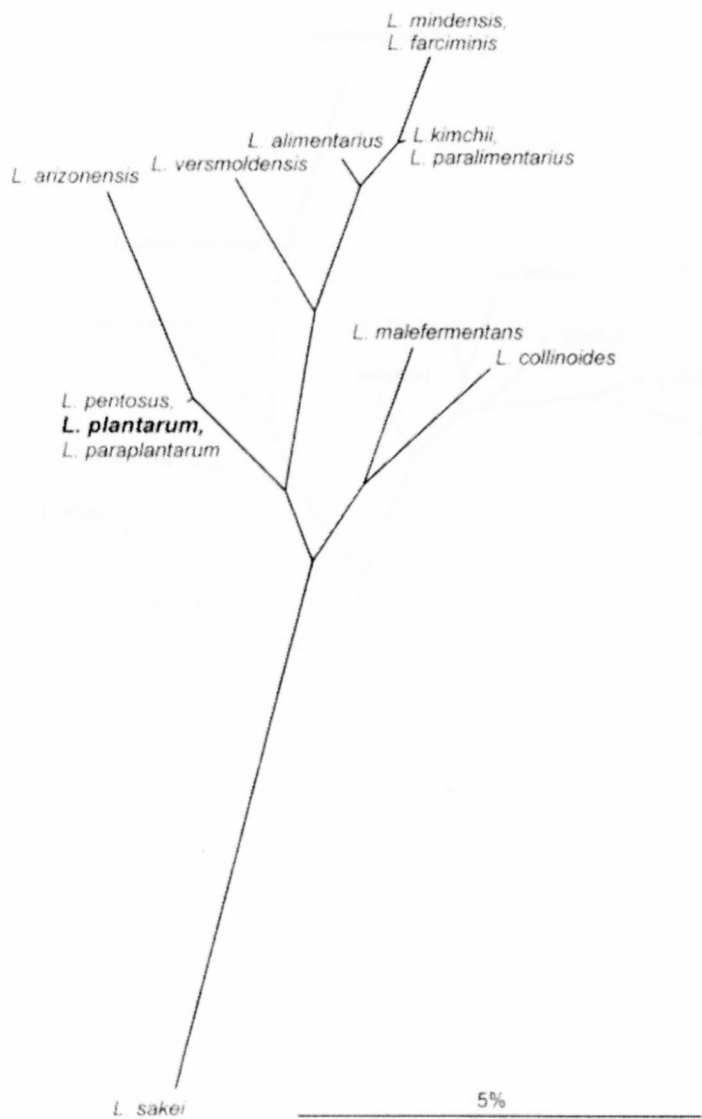 L. mindensis,
L. farciminis
L. alimentarius
L. kimchii,
L. paralimentarius
L. versmoldensis
L. arizonensis
L. malefermentans
L. collinoides
L. pentosus,
L. plantarum,
L. paraplantarum
L. sakei
5%